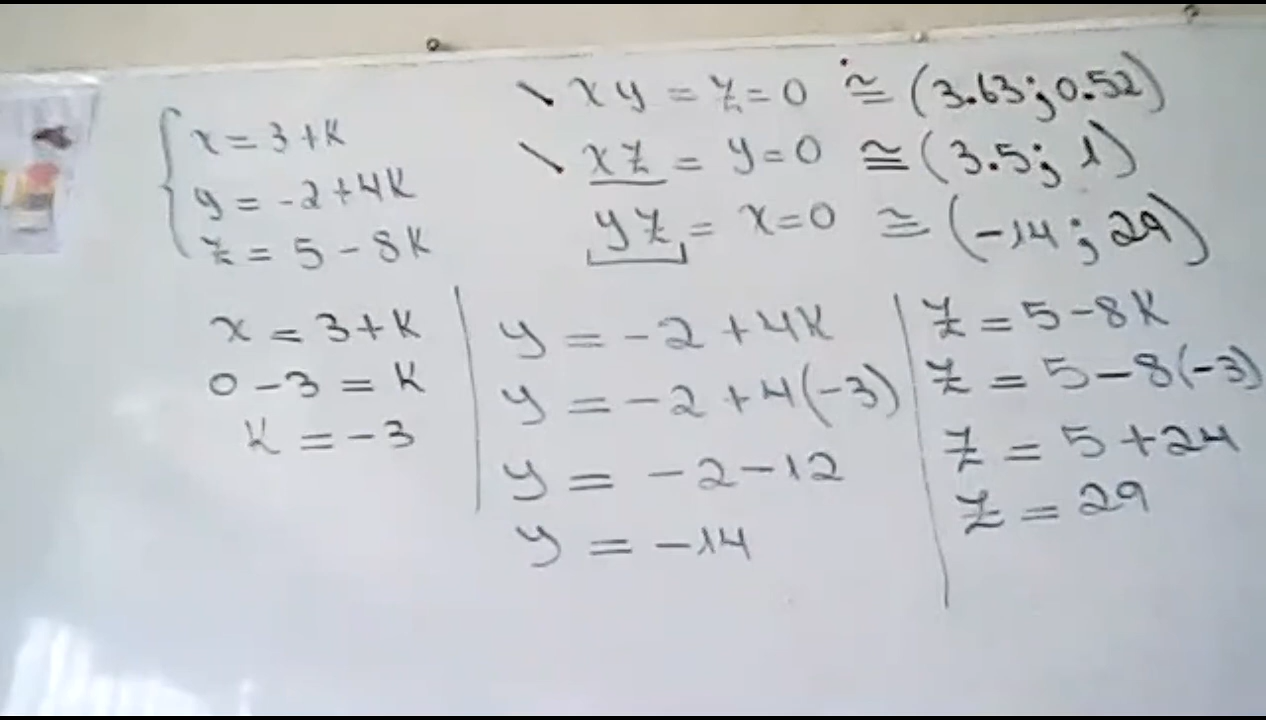 x = 3 + K
y = -2 + 4K
z = 5 - 8K
xy = z = 0 ≅ (3.63; 0.52)
xz = y = 0 ≅ (3.5; 1)
yz = x = 0 ≅ (-14; 29)
x = 3 + K
0 - 3 = K
K = -3
y = -2 + 4K
y = -2 + 4(-3)
y = -2 - 12
y = -14
z = 5 - 8K
z = 5 - 8(-3)
z = 5 + 24
z = 29